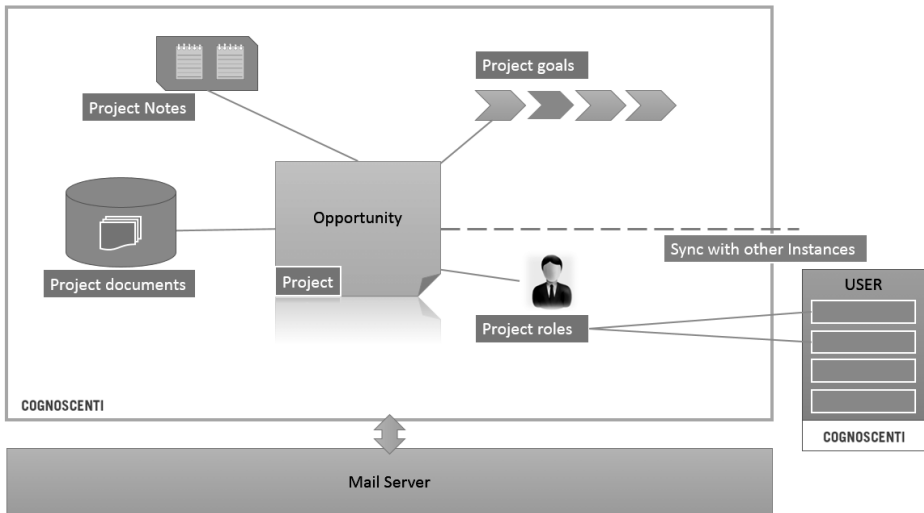 Project goals
Project Notes
Opportunity
Project documents
Project
Sync with other Instances
Project roles
USER
COGNOSCENTI
COGNOSCENTI
Mail Server